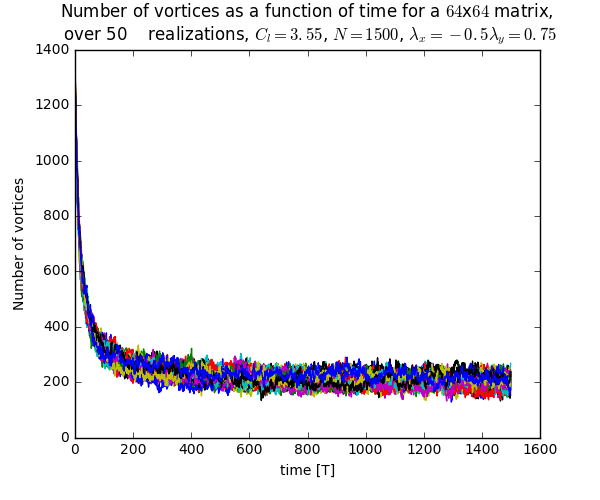 Number of vortices as a function of time for a 64x64 matrix,
over 50 realizations, C_l = 3.55, N = 1500, λ_x = −0.5λ_y = 0.75
1400
1200
1000
800
600
400
200
0
Number of vortices
0 200 400 600 800 1000 1200 1400 1600
time [T]